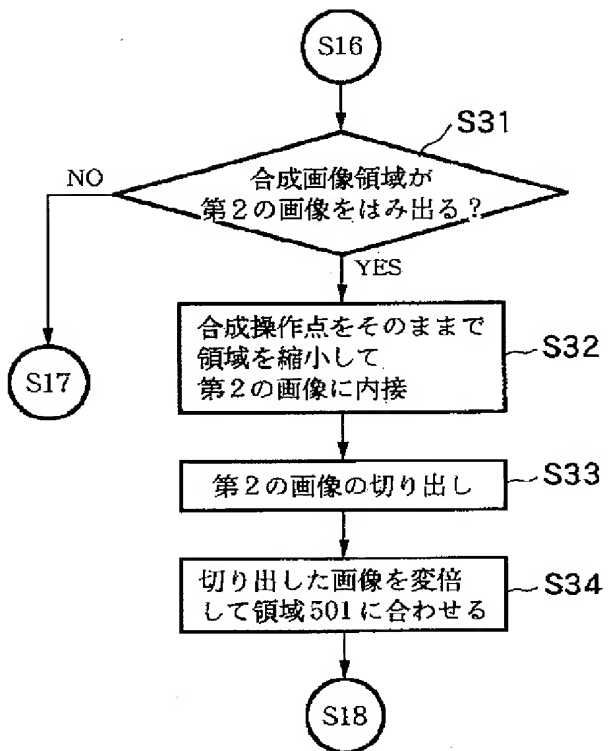 S16
S31
合成画像領域が
第2の画像をはみ出る？
NO
YES
合成操作点をそのままで
領域を縮小して
第2の画像に内接
S32
S17
第2の画像の切り出し
S33
切り出した画像を変倍
して領域501に合わせる
S34
S18